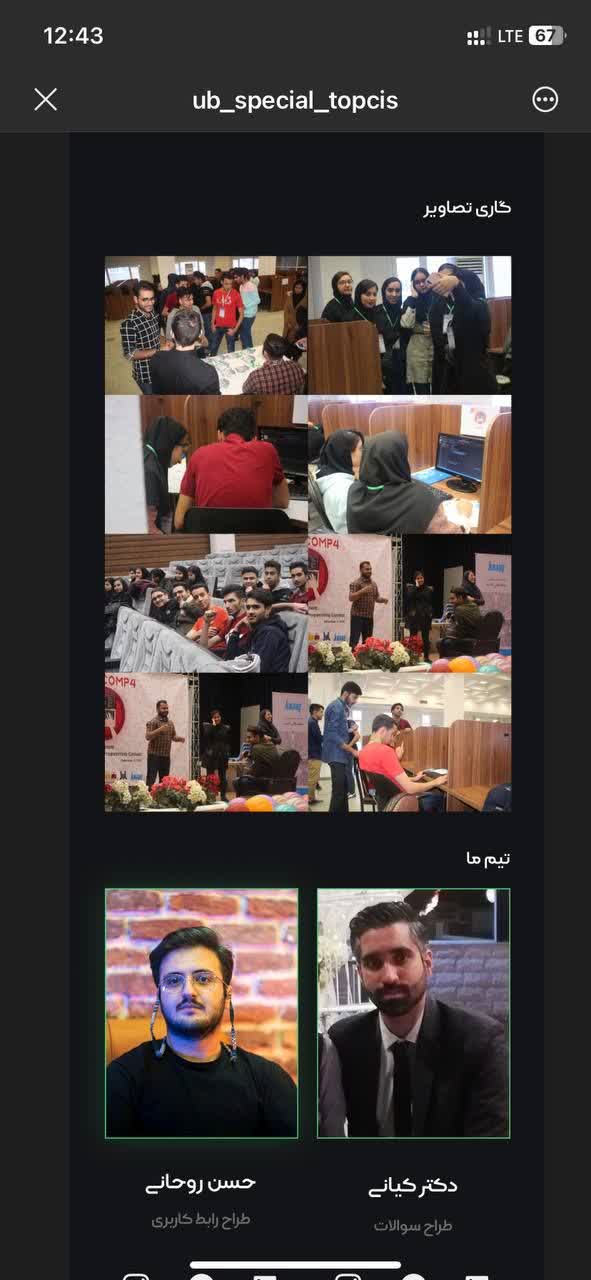 12:43
LTE 67
ub_special_topcis
گاری تصاویر
COMP4
COMP4
تیم ما
دکتر کیانی
حسن روحانی
طراح سوالات
طراح رابط کاربری